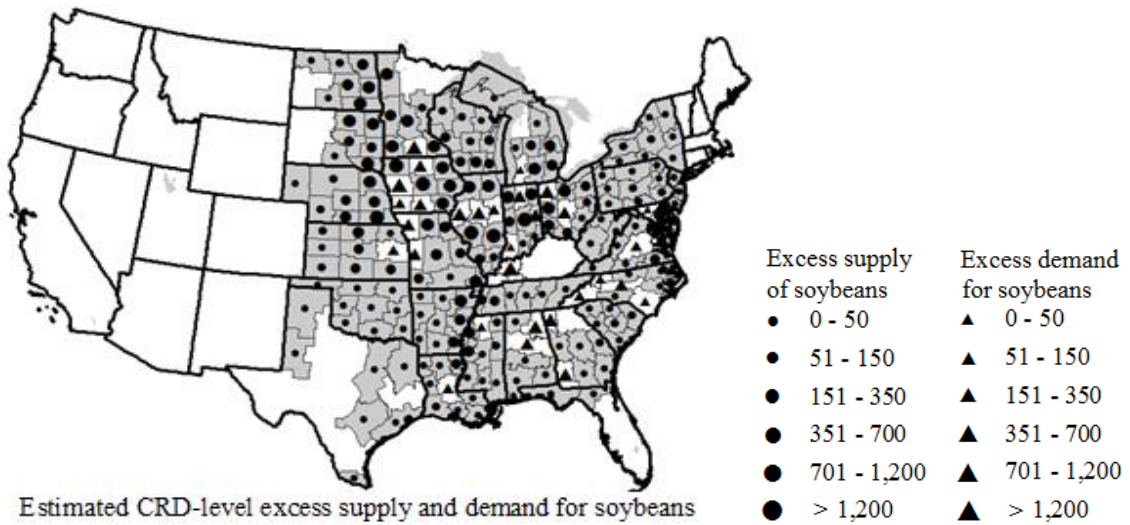 Excess supply
of soybeans
0 - 50
51 - 150
151 - 350
351 - 700
701 - 1,200
> 1,200
Excess demand
for soybeans
0 - 50
51 - 150
151 - 350
351 - 700
701 - 1,200
> 1,200
Estimated CRD-level excess supply and demand for soybeans